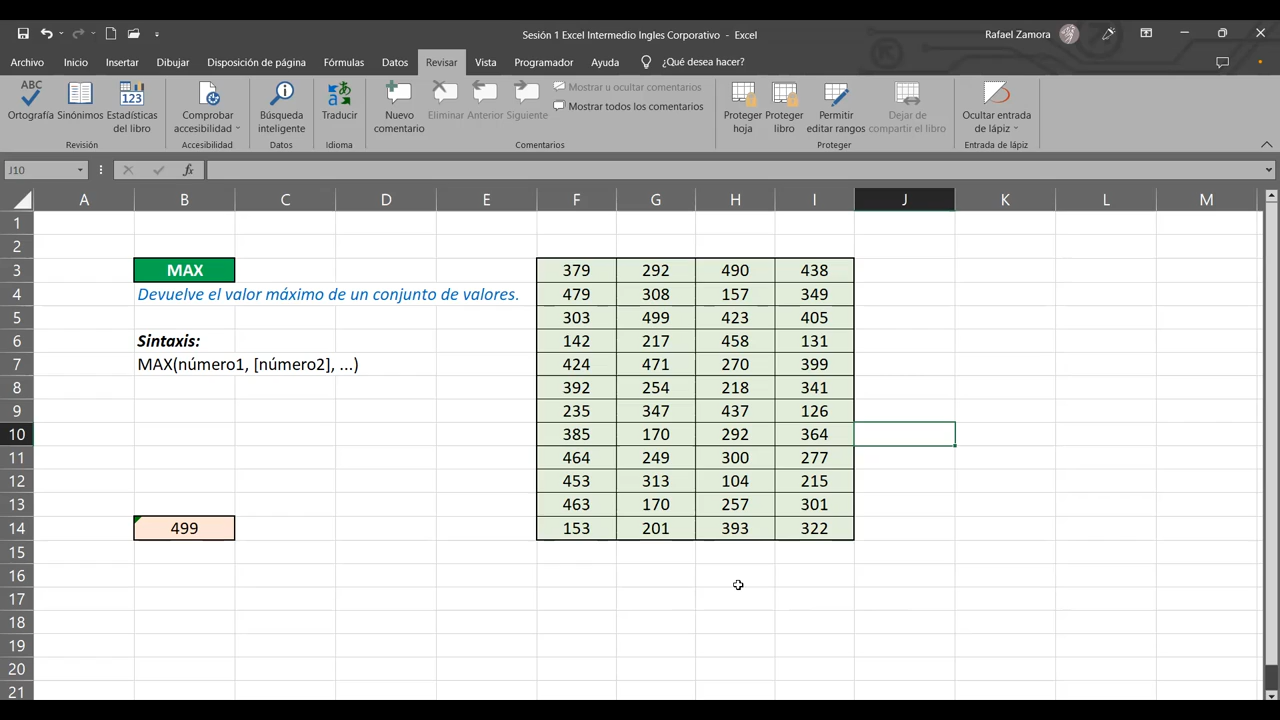 Sesión 1 Excel Intermedio Ingles Corporativo - Excel
Rafael Zamora
Archivo Inicio Insertar Dibujar Disposición de página Fórmulas Datos Revisar Vista Programador Ayuda ¿Qué desea hacer?
ABC
Ortografía
Sinónimos
123
Estadísticas
del libro
Comprobar
accesibilidad
Búsqueda
inteligente
Traducir
Nuevo
comentario
Eliminar
Anterior
Siguiente
Mostrar u ocultar comentarios
Mostrar todos los comentarios
Proteger
hoja
Proteger
libro
Permitir
editar rangos
Dejar de
compartir el libro
Ocultar entrada
de lápiz
Revisión Accesibilidad Datos Idioma Comentarios Proteger Entrada de lápiz
J10 fx
A B C D E F G H I J K L M
1
2
3 MAX 379 292 490 438
4 Devuelve el valor máximo de un conjunto de valores. 479 308 157 349
5 303 499 423 405
6 Sintaxis: 142 217 458 131
7 MAX(número1, [número2], ...) 424 471 270 399
8 392 254 218 341
9 235 347 437 126
10 385 170 292 364
11 464 249 300 277
12 453 313 104 215
13 463 170 257 301
14 499 153 201 393 322
15
16
17
18
19
20
21